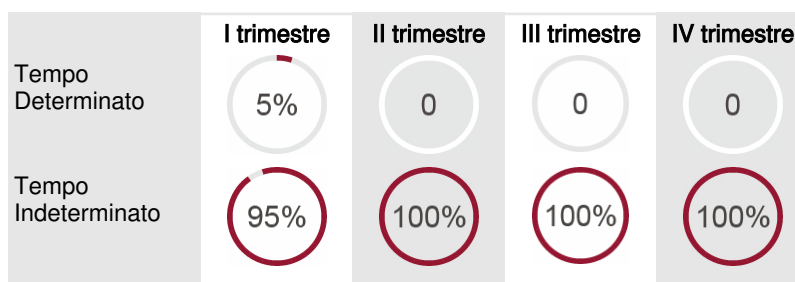 I trimestre II trimestre III trimestre IV trimestre
Tempo
Determinato
5% 0 0 0
Tempo
Indeterminato
95% 100% 100% 100%